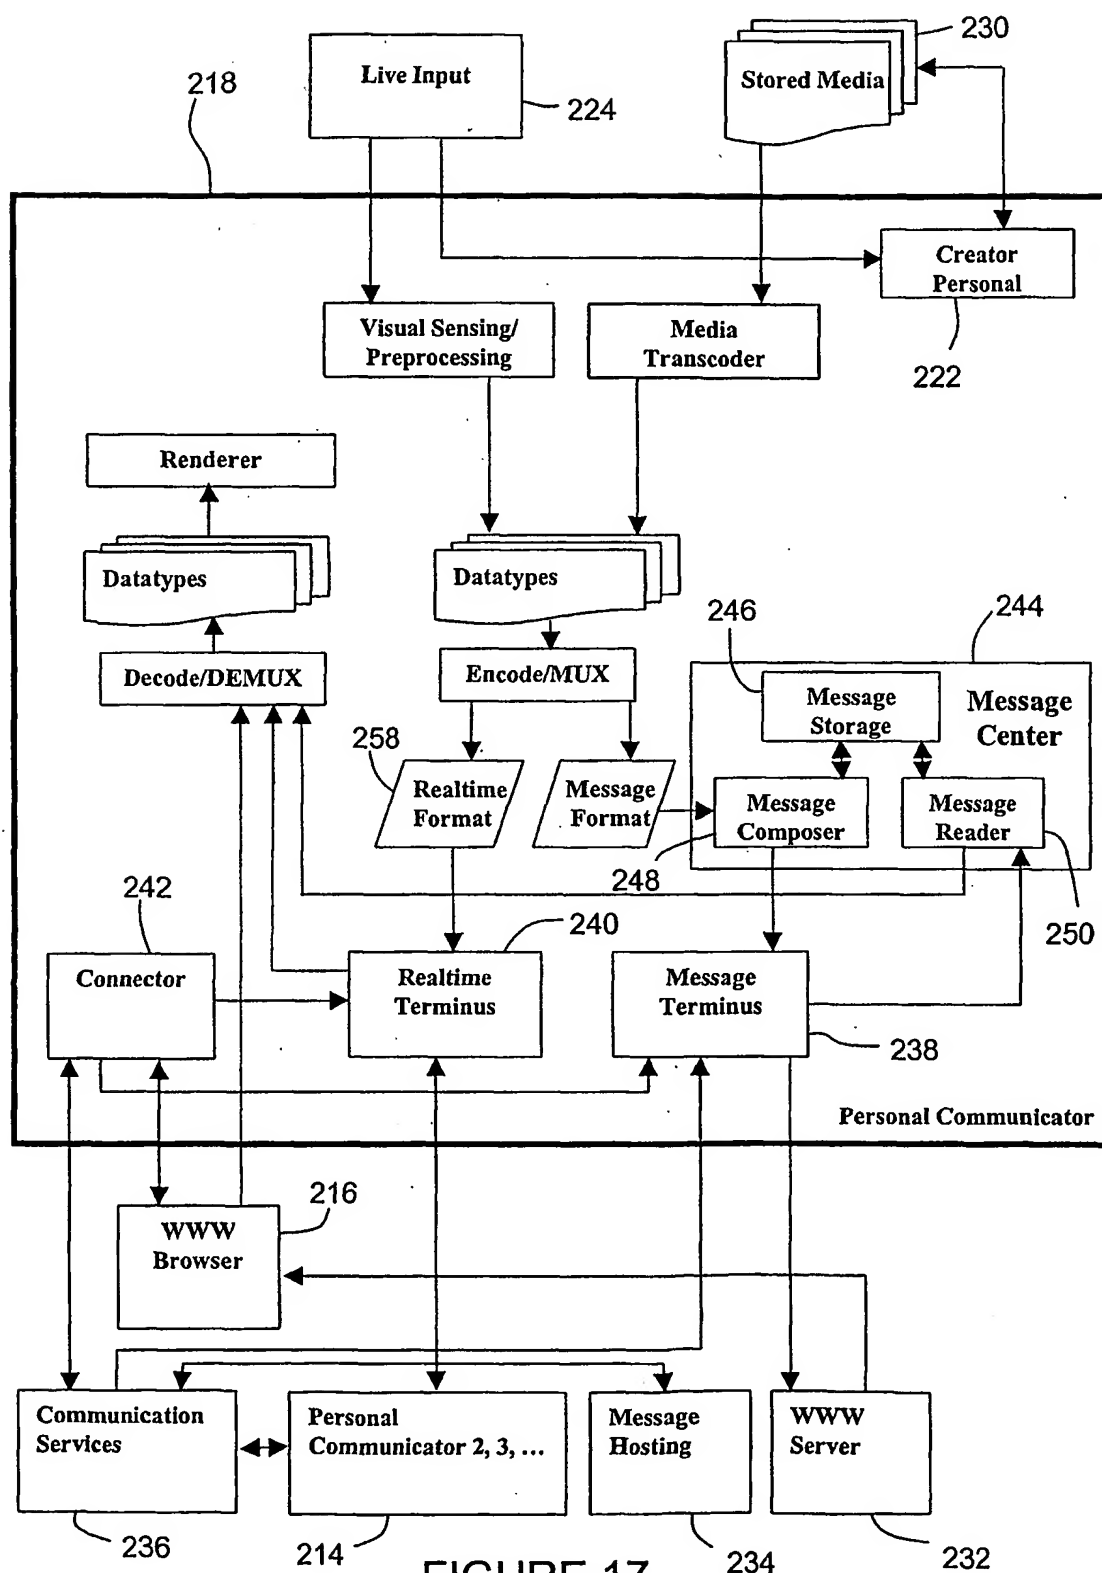 230
Live Input
Stored Media
218
224
Creator
Personal
Visual Sensing/
Preprocessing
Media
Transcoder
222
Renderer
Datatypes
Datatypes
246
244
Decode/DEMUX
Encode/MUX
Message
Storage
Message
Center
258
Realtime
Format
Message
Format
Message
Composer
Message
Reader
248
242
250
240
Connector
Realtime
Terminus
Message
Terminus
238
Personal Communicator
216
WWW
Browser
Communication
Services
Personal
Communicator 2, 3, ...
Message
Hosting
WWW
Server
236
214
234
232
FIGURE 17